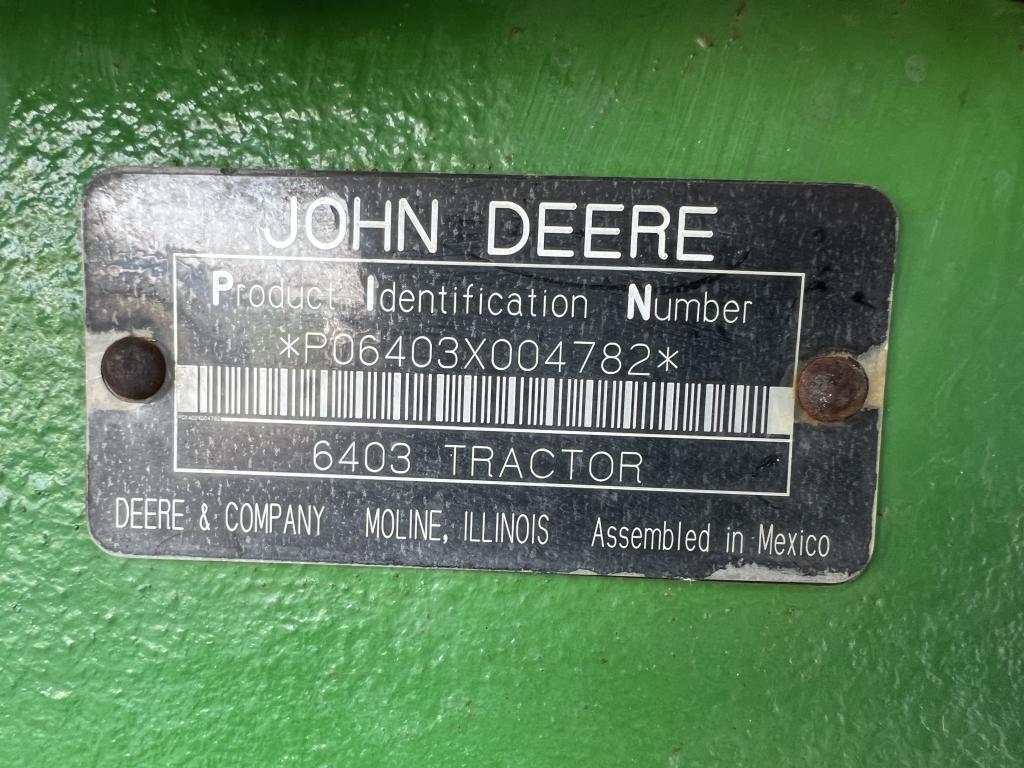 JOHN DEERE
Product Identification Number
*P06403X004782*
6403 TRACTOR
DEERE & COMPANY MOLINE, ILLINOIS Assembled in Mexico